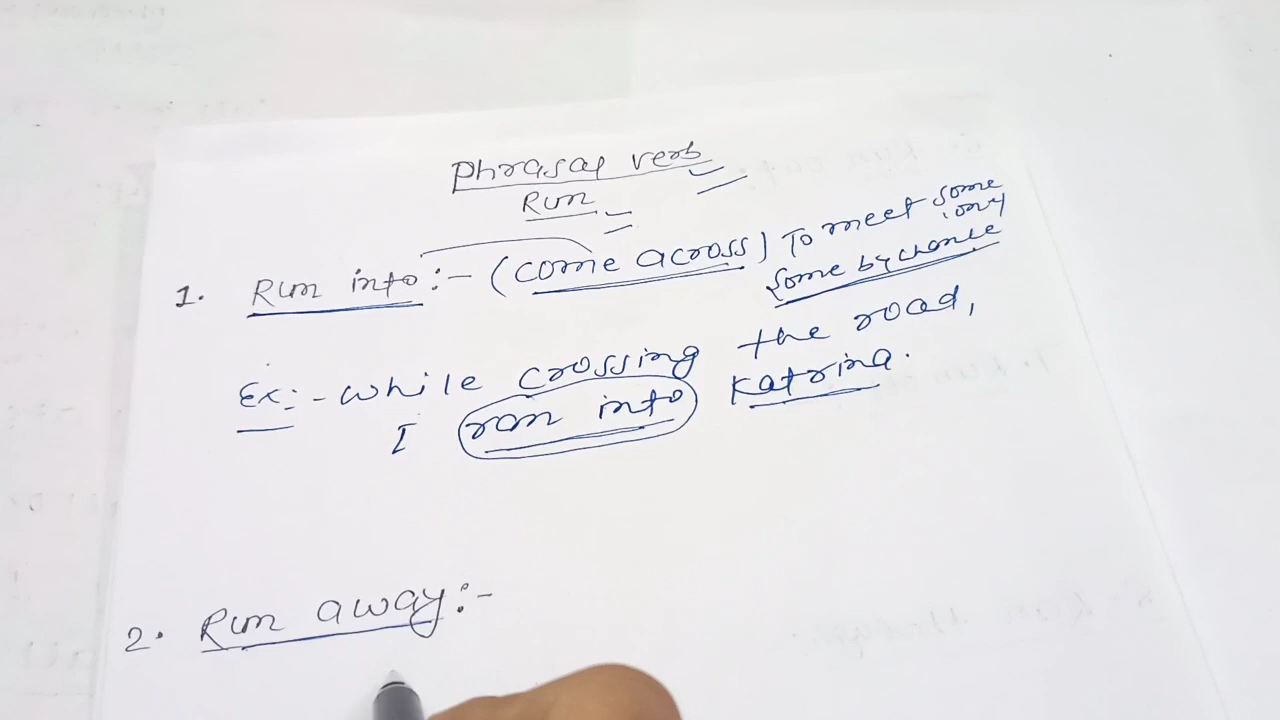 Phrasal verb
Run
1. Run into :- (come across) To meet some
one
some by chance
Ex:- while crossing the road,
I ran into Katrina.
2. Run away :-